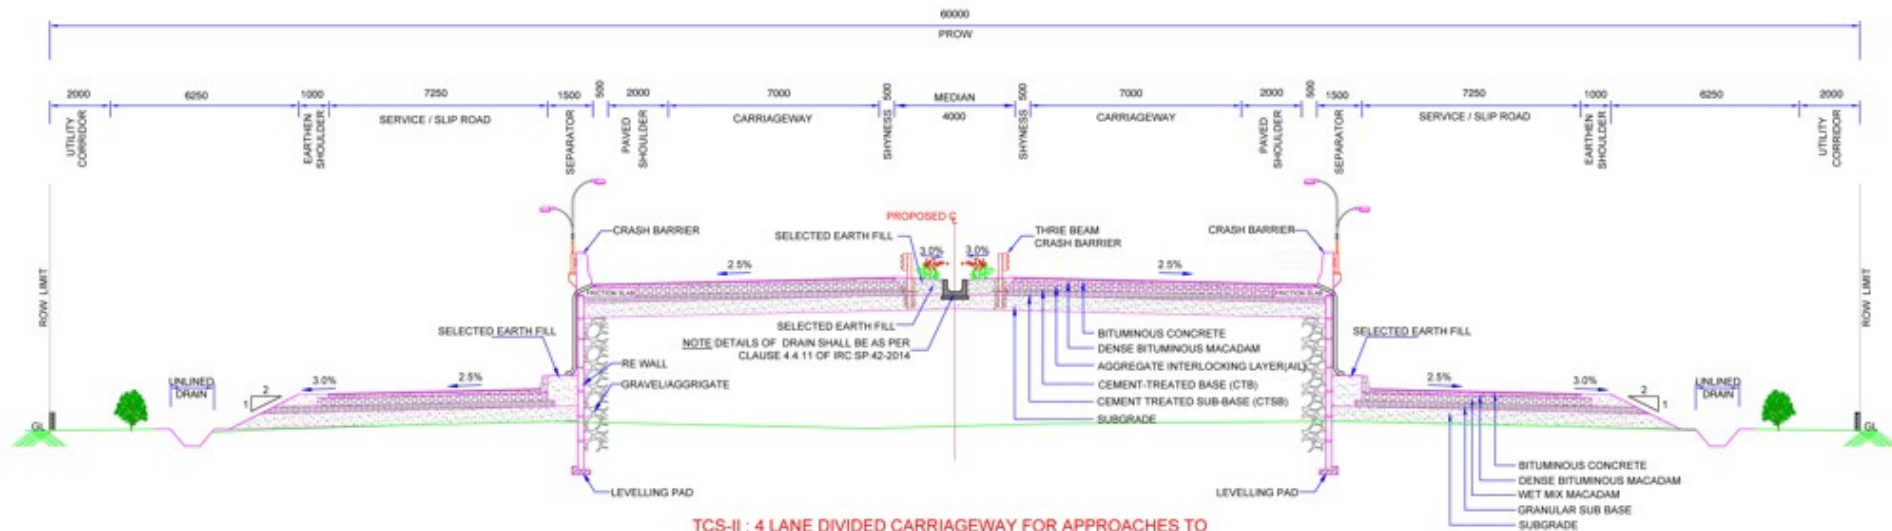 60000
PROW
2000
6250
1000
7250
1500
500
2000
7000
500
MEDIAN
4000
500
7000
2000
500
1500
7250
1000
6250
2000
UTILITY
CORRIDOR
EARTHEN
SHOULDER
SERVICE / SLIP ROAD
SEPARATOR
PAVED
SHOULDER
CARRIAGEWAY
SHYNESS
SHYNESS
CARRIAGEWAY
PAVED
SHOULDER
SEPARATOR
SERVICE / SLIP ROAD
EARTHEN
SHOULDER
UTILITY
CORRIDOR
PROPOSED ℄
CRASH BARRIER
SELECTED EARTH FILL
THRIE BEAM
CRASH BARRIER
CRASH BARRIER
3.0%
3.0%
2.5%
2.5%
ROW LIMIT
ROW LIMIT
FRICTION SLAB
FRICTION SLAB
SELECTED EARTH FILL
SELECTED EARTH FILL
NOTE:DETAILS OF DRAIN SHALL BE AS PER
CLAUSE 4.4.11 OF IRC SP:42-2014
BITUMINOUS CONCRETE
DENSE BITUMINOUS MACADAM
AGGREGATE INTERLOCKING LAYER(AIL)
CEMENT-TREATED BASE (CTB)
CEMENT TREATED SUB-BASE (CTSB)
SUBGRADE
SELECTED EARTH FILL
RE WALL
GRAVEL/AGGRIGATE
UNLINED
DRAIN
2
1
3.0%
2.5%
2.5%
3.0%
2
1
UNLINED
DRAIN
GL
GL
LEVELLING PAD
LEVELLING PAD
BITUMINOUS CONCRETE
DENSE BITUMINOUS MACADAM
WET MIX MACADAM
GRANULAR SUB BASE
SUBGRADE
TCS-II : 4 LANE DIVIDED CARRIAGEWAY FOR APPROACHES TO